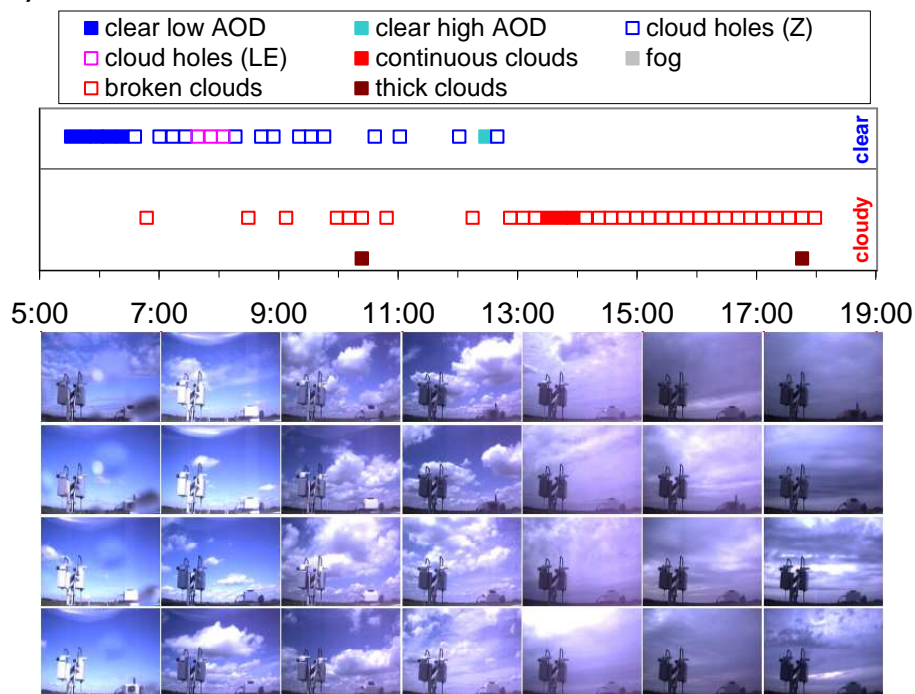 clear low AOD clear high AOD cloud holes (Z)
cloud holes (LE) continuous clouds fog
broken clouds thick clouds
clear
cloudy
5:00 7:00 9:00 11:00 13:00 15:00 17:00 19:00